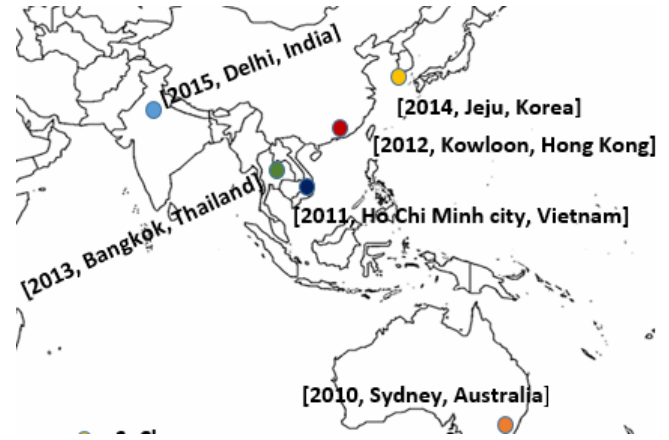 [2015, Delhi, India]
[2014, Jeju, Korea]
[2012, Kowloon, Hong Kong]
[2013, Bangkok, Thailand]
[2011, Ho Chi Minh city, Vietnam]
[2010, Sydney, Australia]